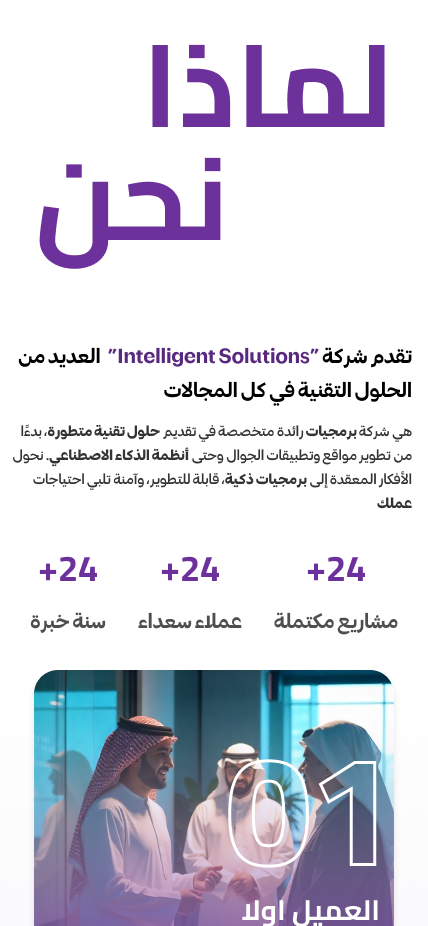 لماذا
نحن
تقدم شركة "Intelligent Solutions" العديد من
الحلول التقنية في كل المجالات
هي شركة برمجيات رائدة متخصصة في تقديم حلول تقنية متطورة، بدءًا
من تطوير مواقع وتطبيقات الجوال وحتى أنظمة الذكاء الاصطناعي. نحول
الأفكار المعقدة إلى برمجيات ذكية، قابلة للتطوير، وآمنة تلبي احتياجات
عملك
+24 +24 +24
مشاريع مكتملة عملاء سعداء سنة خبرة
01
العميل اولا